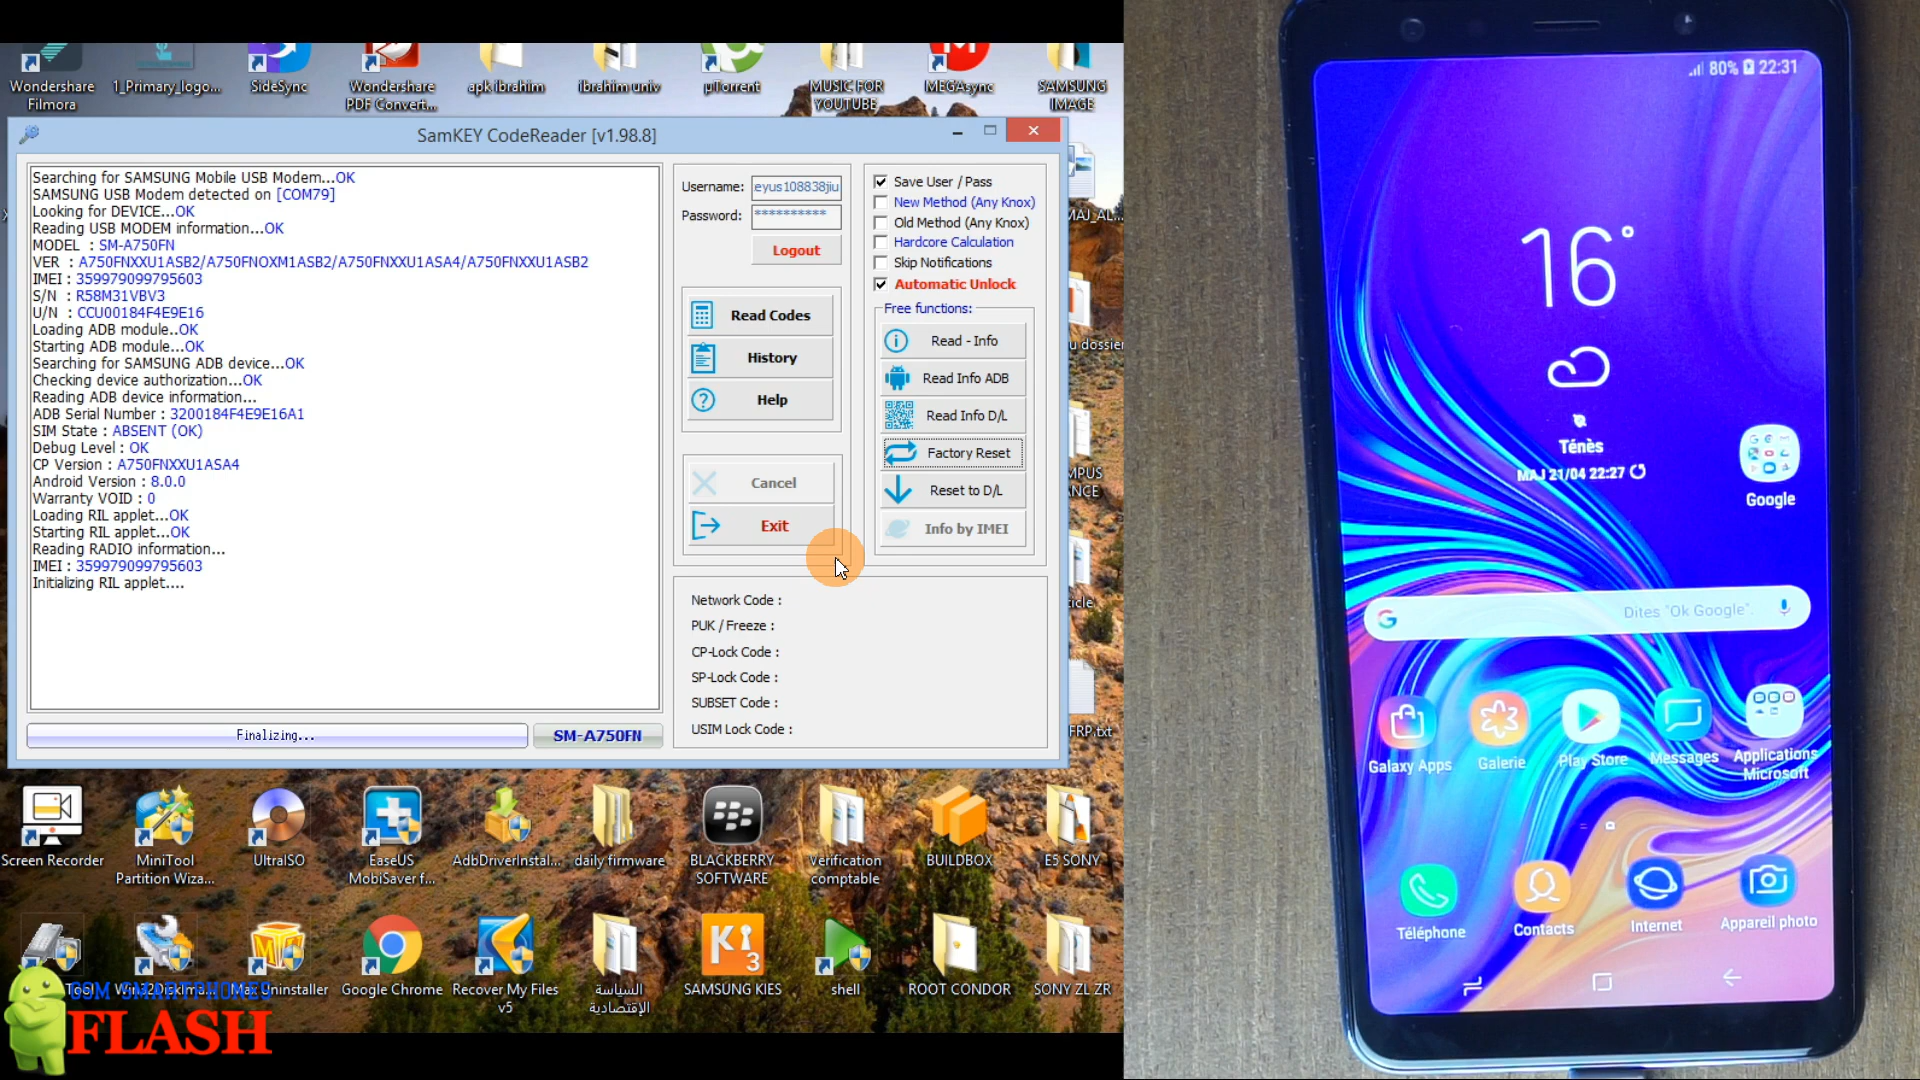 Wondershare
Filmora
1_Primary_logo...
SideSync
Wondershare
PDF Convert...
apk ibrahim
ibrahim univ
µTorrent
MUSIC FOR
YOUTUBE
MEGAsync
SAMSUNG
IMAGE
SamKEY CodeReader [v1.98.8]
Searching for SAMSUNG Mobile USB Modem...OK
SAMSUNG USB Modem detected on [COM79]
Looking for DEVICE...OK
Reading USB MODEM information...OK
MODEL : SM-A750FN
VER : A750FNXXU1ASB2/A750FNOXM1ASB2/A750FNXXU1ASA4/A750FNXXU1ASB2
IMEI : 359979099795603
S/N : R58M31VBV3
U/N : CCU00184F4E9E16
Loading ADB module..OK
Starting ADB module...OK
Searching for SAMSUNG ADB device...OK
Checking device authorization...OK
Reading ADB device information...
ADB Serial Number : 3200184F4E9E16A1
SIM State : ABSENT (OK)
Debug Level : OK
CP Version : A750FNXXU1ASA4
Android Version : 8.0.0
Warranty VOID : 0
Loading RIL applet...OK
Starting RIL applet...OK
Reading RADIO information...
IMEI : 359979099795603
Initializing RIL applet....
Finalizing...
SM-A750FN
Username: eyus108838jiu
Password: **********
Logout
Read Codes
History
Help
Cancel
Exit
Save User / Pass
New Method (Any Knox)
Old Method (Any Knox)
Hardcore Calculation
Skip Notifications
Automatic Unlock
Free functions:
Read - Info
Read Info ADB
Read Info D/L
Factory Reset
Reset to D/L
Info by IMEI
Network Code :
PUK / Freeze :
CP-Lock Code :
SP-Lock Code :
SUBSET Code :
USIM Lock Code :
MAJ_AL...
u dossier
MPUS
NCE
icle
FRP.txt
Screen Recorder
MiniTool
Partition Wiza...
UltraISO
EaseUS
MobiSaver f...
AdbDriverInstal...
daily firmware
BLACKBERRY
SOFTWARE
Verification
comptable
BUILDBOX
E5 SONY
Google Chrome
Recover My Files
v5
السياسة
الإقتصادية
SAMSUNG KIES
shell
ROOT CONDOR
SONY ZL ZR
GSM SMARTPHONES
FLASH
80% 22:31
16°
Ténès
MAJ 21/04 22:27
Google
Dites "Ok Google".
Galaxy Apps
Galerie
Play Store
Messages
Applications
Microsoft
Téléphone
Contacts
Internet
Appareil photo